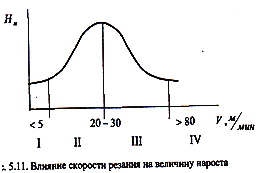 Hн
< 5 20 – 30 > 80 V, м/мин
I II III IV
. 5.11. Влияние скорости резания на величину нароста